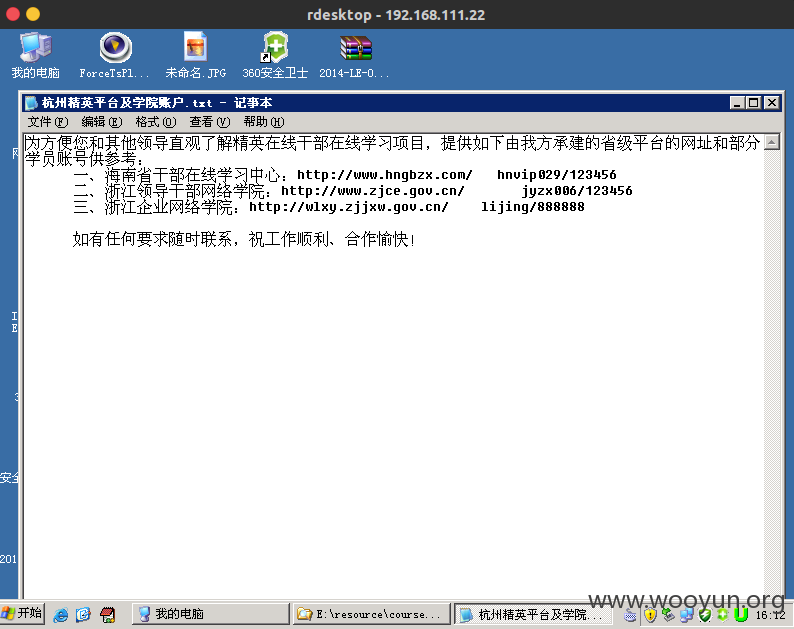 rdesktop - 192.168.111.22
我的电脑
ForceTsPl...
未命名.JPG
360安全卫士
2014-LE-O...
杭州精英平台及学院账户.txt - 记事本
文件(F) 编辑(E) 格式(O) 查看(V) 帮助(H)
为方便您和其他领导直观了解精英在线干部在线学习项目，提供如下由我方承建的省级平台的网址和部分
学员账号供参考：
一、海南省干部在线学习中心：http://www.hngbzx.com/ hnvip029/123456
二、浙江领导干部网络学院：http://www.zjce.gov.cn/ jyzx006/123456
三、浙江企业网络学院：http://wlxy.zjjxw.gov.cn/ lijing/888888
如有任何要求随时联系，祝工作顺利、合作愉快！
安全
201
www.wooyun.org
开始
我的电脑
E:\resource\course...
杭州精英平台及学院...
16:12